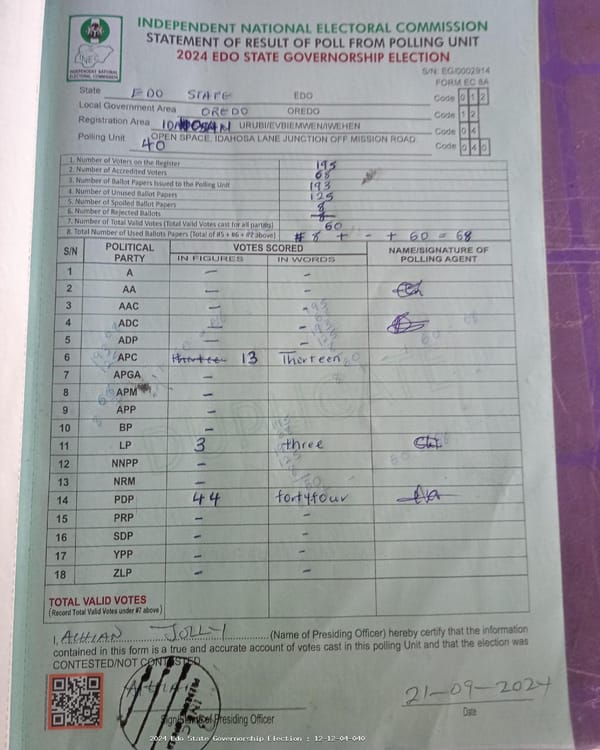 INDEPENDENT NATIONAL ELECTORAL COMMISSION
STATEMENT OF RESULT OF POLL FROM POLLING UNIT
2024 EDO STATE GOVERNORSHIP ELECTION
INEC
INDEPENDENT NATIONAL ELECTORAL COMMISSION
S/N: EG/0002914
FORM EC 8A
State EDO STATE EDO Code 0 1 2
Local Government Area OREDO OREDO Code 1 2
Registration Area URUBI/EVBIEMWEN/IWEHEN Code 0 4
Polling Unit 40 OPEN SPACE, IDAHOSA LANE JUNCTION OFF MISSION ROAD Code 0 4 0
1. Number of Voters on the Register 195
2. Number of Accredited Voters 68
3. Number of Ballot Papers Issued to the Polling Unit 193
4. Number of Unused Ballot Papers 125
5. Number of Spoiled Ballot Papers 8
6. Number of Rejected Ballots
7. Number of Total Valid Votes (Total Valid Votes cast for all parties) 60
8. Total Number of Used Ballots Papers (Total of #5 + #6 + #7 above) 8 + - + 60 = 68
S/N POLITICAL PARTY VOTES SCORED NAME/SIGNATURE OF POLLING AGENT
IN FIGURES IN WORDS
1 A - -
2 AA - -
3 AAC - -
4 ADC - -
5 ADP - -
6 APC thirteen 13 Thirteen
7 APGA -
8 APM -
9 APP -
10 BP -
11 LP 3 three
12 NNPP -
13 NRM -
14 PDP 44 fortyfour
15 PRP - -
16 SDP - -
17 YPP - -
18 ZLP - -
TOTAL VALID VOTES
(Record Total Valid Votes under #7 above)
I, AIHIAN JOLLY (Name of Presiding Officer) hereby certify that the information
contained in this form is a true and accurate account of votes cast in this polling Unit and that the election was
CONTESTED/NOT CONTESTED
Signature of Presiding Officer
21-09-2024
Date
2024 Edo State Governorship Election : 12-12-04-040